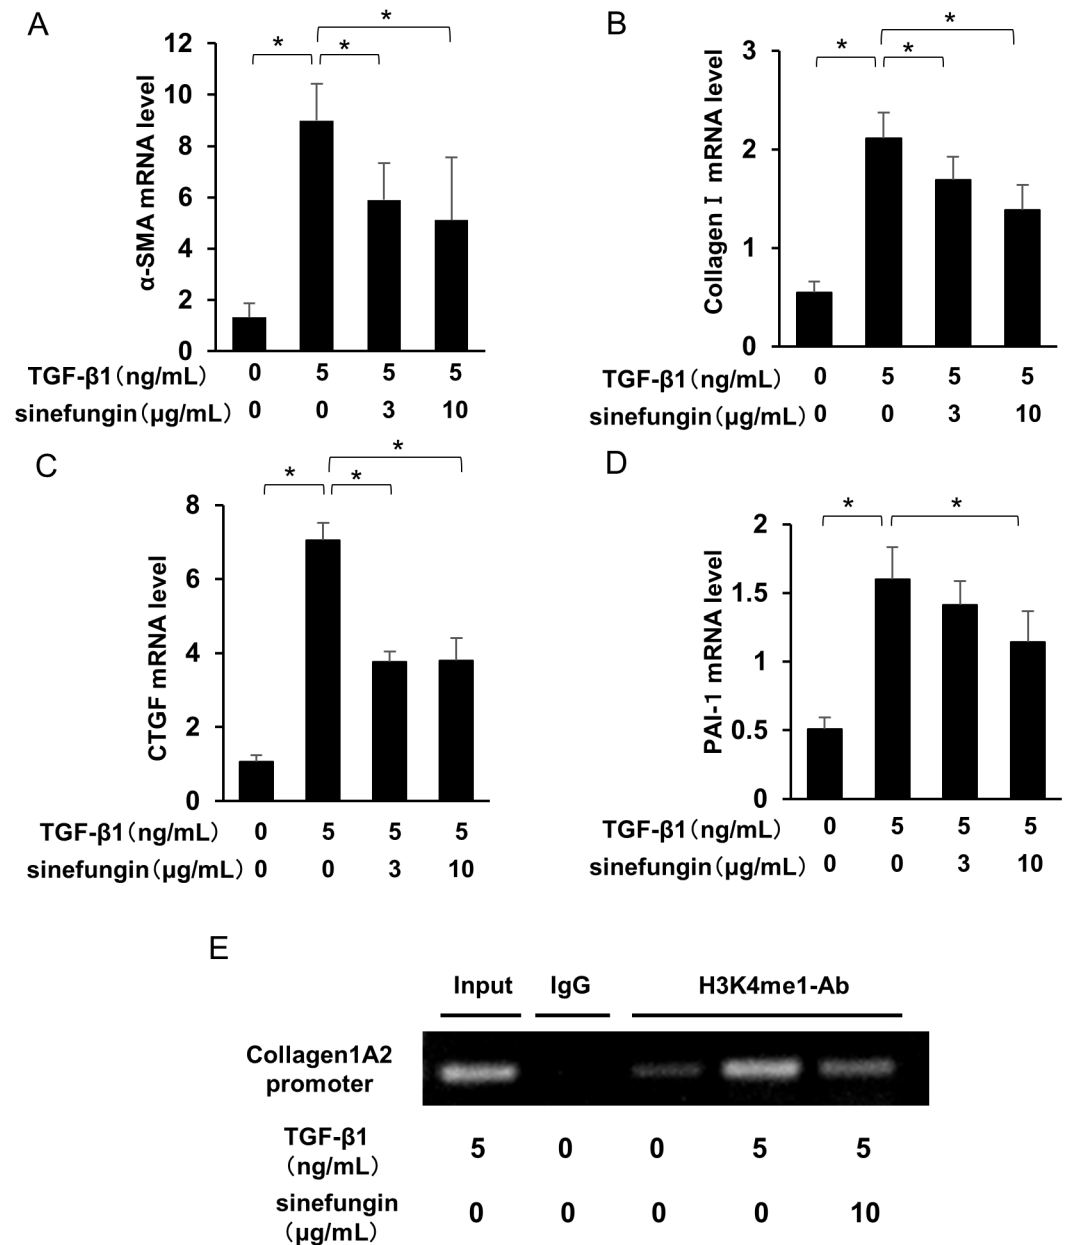 A
*
*
*
12
10
8
6
4
2
0
α-SMA mRNA level
TGF-β1(ng/mL) 0 5 5 5
sinefungin(μg/mL) 0 0 3 10
B
*
*
*
3
2
1
0
Collagen I mRNA level
TGF-β1(ng/mL) 0 5 5 5
sinefungin(μg/mL) 0 0 3 10
C
*
*
*
8
6
4
2
0
CTGF mRNA level
TGF-β1(ng/mL) 0 5 5 5
sinefungin(μg/mL) 0 0 3 10
D
*
*
2
1.5
1
0.5
0
PAI-1 mRNA level
TGF-β1(ng/mL) 0 5 5 5
sinefungin(μg/mL) 0 0 3 10
E
Input IgG H3K4me1-Ab
Collagen1A2
promoter
TGF-β1
(ng/mL)
5 0 0 5 5
sinefungin
(μg/mL)
0 0 0 0 10